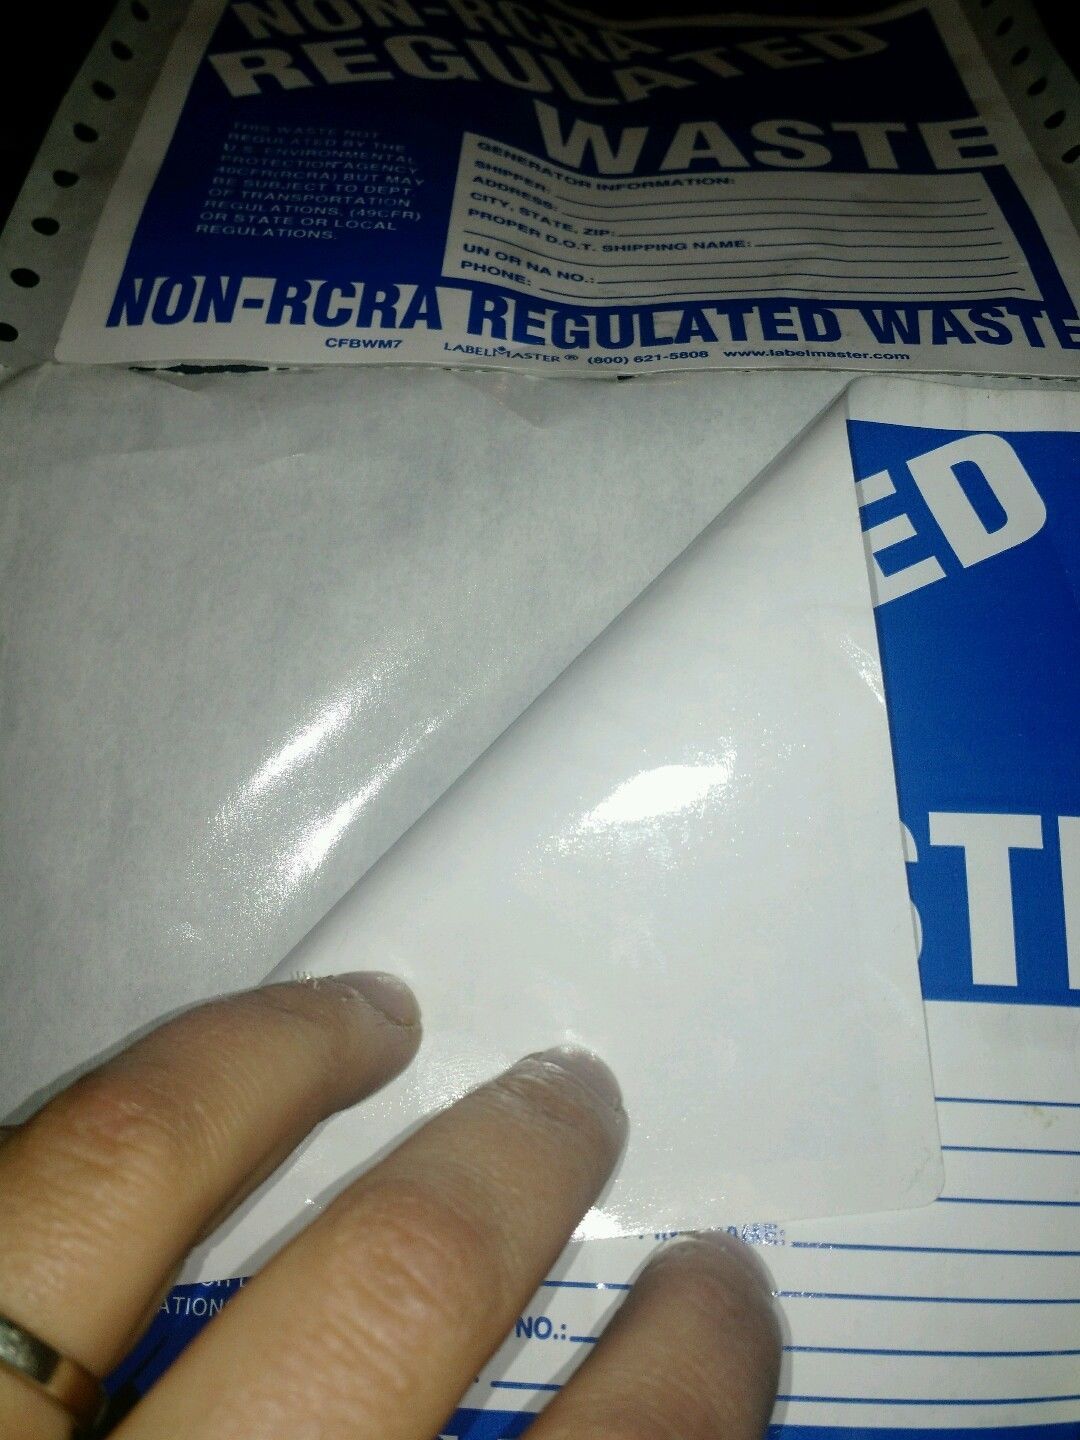 NON-RCRA
REGULATED
WASTE
THIS WASTE NOT
REGULATED BY THE
U.S. ENVIRONMENTAL
PROTECTION AGENCY
40CFR(RCRA) BUT MAY
BE SUBJECT TO DEPT
OF TRANSPORTATION
REGULATIONS, (49CFR)
OR STATE OR LOCAL
REGULATIONS.
GENERATOR INFORMATION:
SHIPPER:
ADDRESS:
CITY, STATE, ZIP:
PROPER D.O.T. SHIPPING NAME:
UN OR NA NO.:
PHONE:
NON-RCRA REGULATED WASTE
CFBWM7 LABELMASTER ® (800) 621-5808 www.labelmaster.com
ED
STE
ATION
NO.: